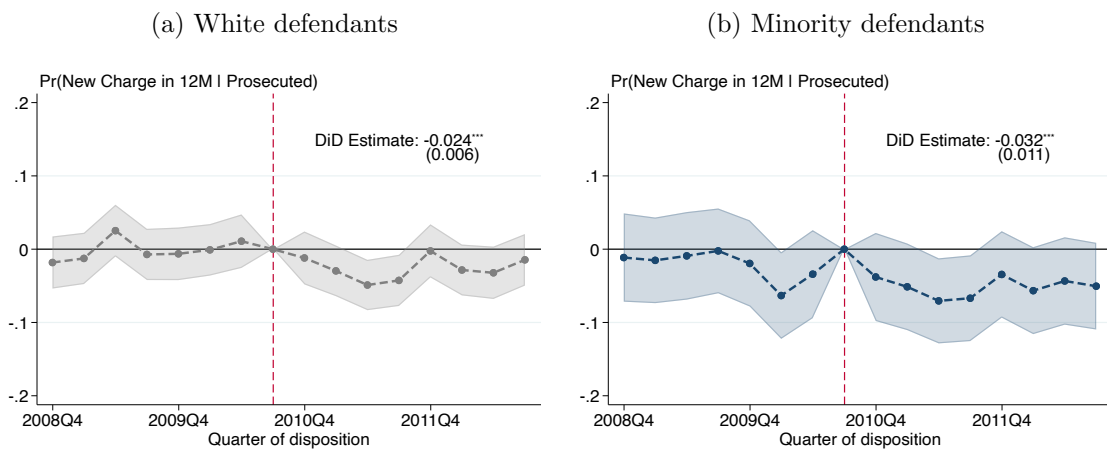 (a) White defendants
Pr(New Charge in 12M | Prosecuted)
.2
DiD Estimate: -0.024***
(0.006)
.1
0
-.1
-.2
2008Q4 2009Q4 2010Q4 2011Q4
Quarter of disposition
(b) Minority defendants
Pr(New Charge in 12M | Prosecuted)
.2
DiD Estimate: -0.032***
(0.011)
.1
0
-.1
-.2
2008Q4 2009Q4 2010Q4 2011Q4
Quarter of disposition